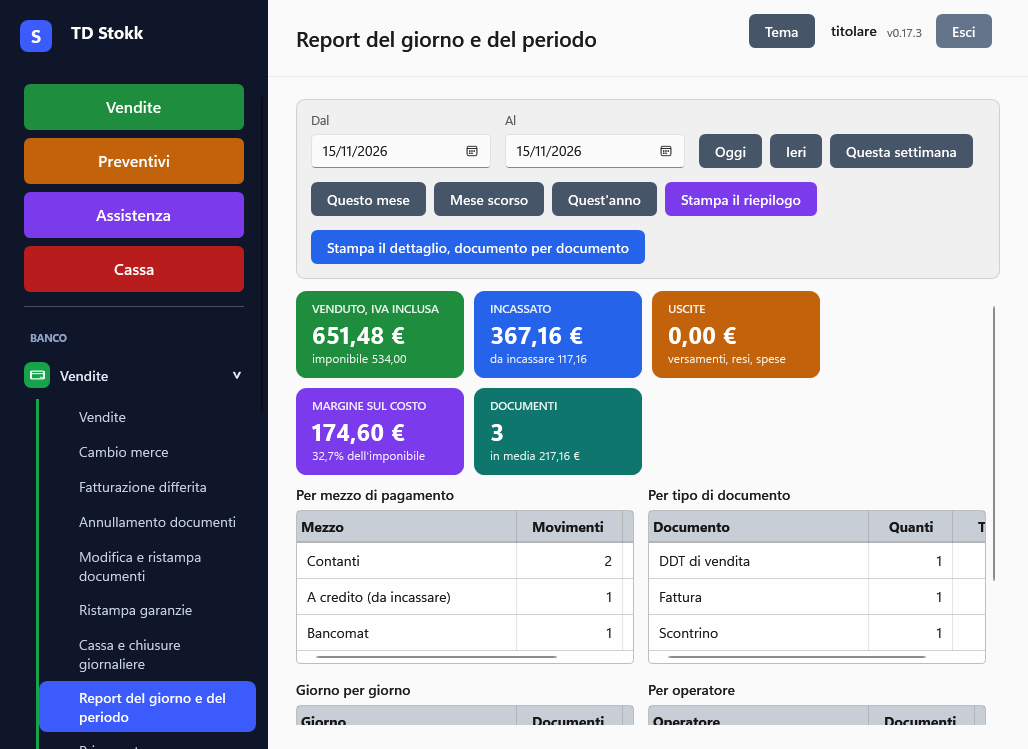 S TD Stokk
Vendite
Preventivi
Assistenza
Cassa
BANCO
Vendite
Vendite
Cambio merce
Fatturazione differita
Annullamento documenti
Modifica e ristampa
documenti
Ristampa garanzie
Cassa e chiusure
giornaliere
Report del giorno e del
periodo
Report del giorno e del periodo
Tema titolare v0.17.3 Esci
Dal Al
15/11/2026 15/11/2026 Oggi Ieri Questa settimana
Questo mese Mese scorso Quest'anno Stampa il riepilogo
Stampa il dettaglio, documento per documento
VENDUTO, IVA INCLUSA
651,48 €
imponibile 534,00
INCASSATO
367,16 €
da incassare 117,16
USCITE
0,00 €
versamenti, resi, spese
MARGINE SUL COSTO
174,60 €
32,7% dell'imponibile
DOCUMENTI
3
in media 217,16 €
Per mezzo di pagamento
Mezzo Movimenti
Contanti 2
A credito (da incassare) 1
Bancomat 1
Per tipo di documento
Documento Quanti T
DDT di vendita 1
Fattura 1
Scontrino 1
Giorno per giorno
Giorno Documenti
Per operatore
Operatore Documenti